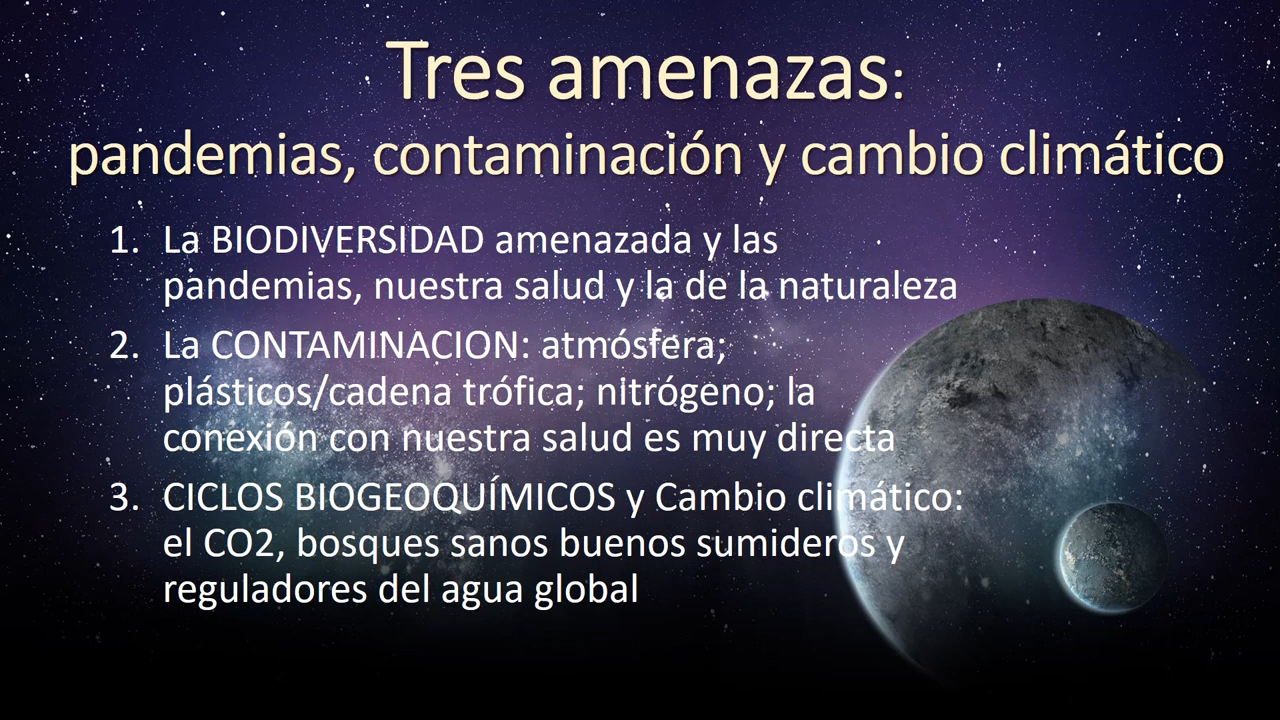 Tres amenazas:
pandemias, contaminación y cambio climático
1. La BIODIVERSIDAD amenazada y las
pandemias, nuestra salud y la de la naturaleza
2. La CONTAMINACION: atmósfera;
plásticos/cadena trófica; nitrógeno; la
conexión con nuestra salud es muy directa
3. CICLOS BIOGEOQUÍMICOS y Cambio climático:
el CO2, bosques sanos buenos sumideros y
reguladores del agua global